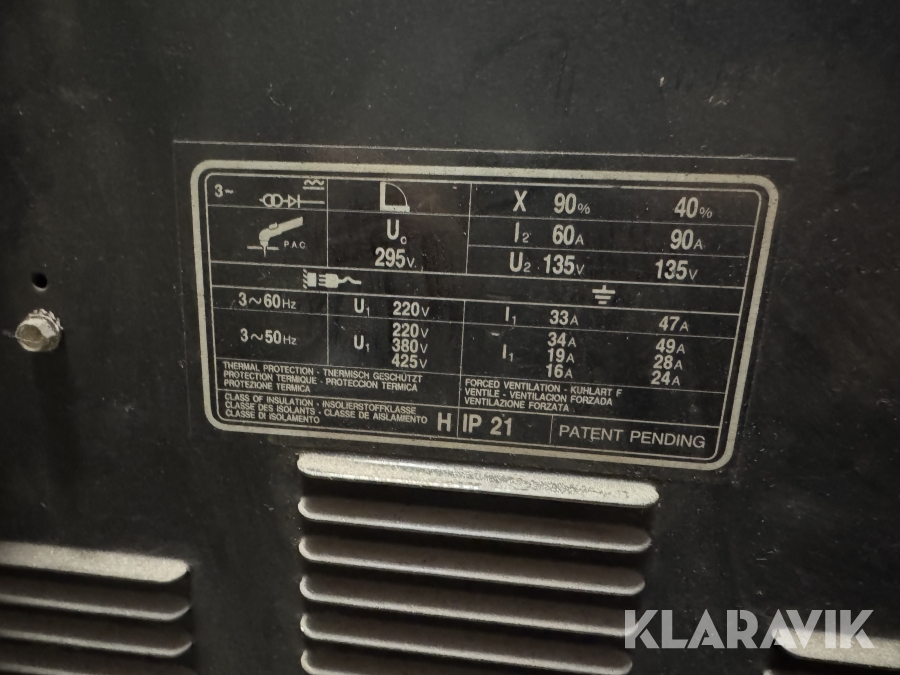 3~
P.A.C.
U₀
295V
X 90% 40%
I₂ 60A 90A
U₂ 135V 135V
3~60Hz U₁ 220V I₁ 33A 47A
3~50Hz U₁ 220V 380V 425V I₁ 34A 49A
19A 28A
16A 24A
THERMAL PROTECTION - THERMISCH GESCHÜTZT
PROTECTION TERMIQUE - PROTECCION TERMICA
PROTEZIONE TERMICA
FORCED VENTILATION - KUHLART F
VENTILE - VENTILACION FORZADA
VENTILAZIONE FORZATA
CLASS OF INSULATION - INSOLIERSTOFFKLASSE
CLASSE DES ISOLANTS - CLASSE DE AISLAMIENTO
CLASSE DI ISOLAMENTO
H IP 21 PATENT PENDING
KLARAVIK